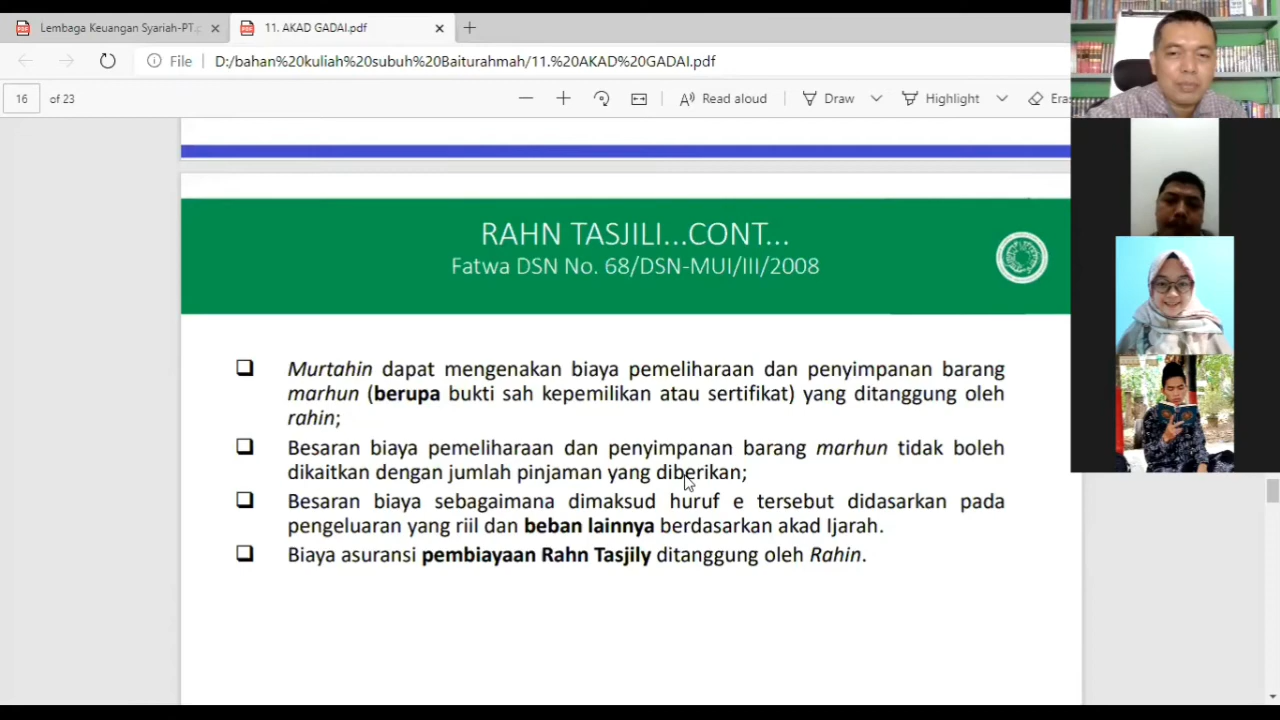 Lembaga Keuangan Syariah-PT.p
11. AKAD GADAI.pdf
File
D:/bahan%20kuliah%20subuh%20Baiturahmah/11.%20AKAD%20GADAI.pdf
16 of 23
Read aloud
Draw
Highlight
Eras
RAHN TASJILI...CONT...
Fatwa DSN No. 68/DSN-MUI/III/2008
Murtahin dapat mengenakan biaya pemeliharaan dan penyimpanan barang
marhun (berupa bukti sah kepemilikan atau sertifikat) yang ditanggung oleh
rahin;
Besaran biaya pemeliharaan dan penyimpanan barang marhun tidak boleh
dikaitkan dengan jumlah pinjaman yang diberikan;
Besaran biaya sebagaimana dimaksud huruf e tersebut didasarkan pada
pengeluaran yang riil dan beban lainnya berdasarkan akad Ijarah.
Biaya asuransi pembiayaan Rahn Tasjily ditanggung oleh Rahin.